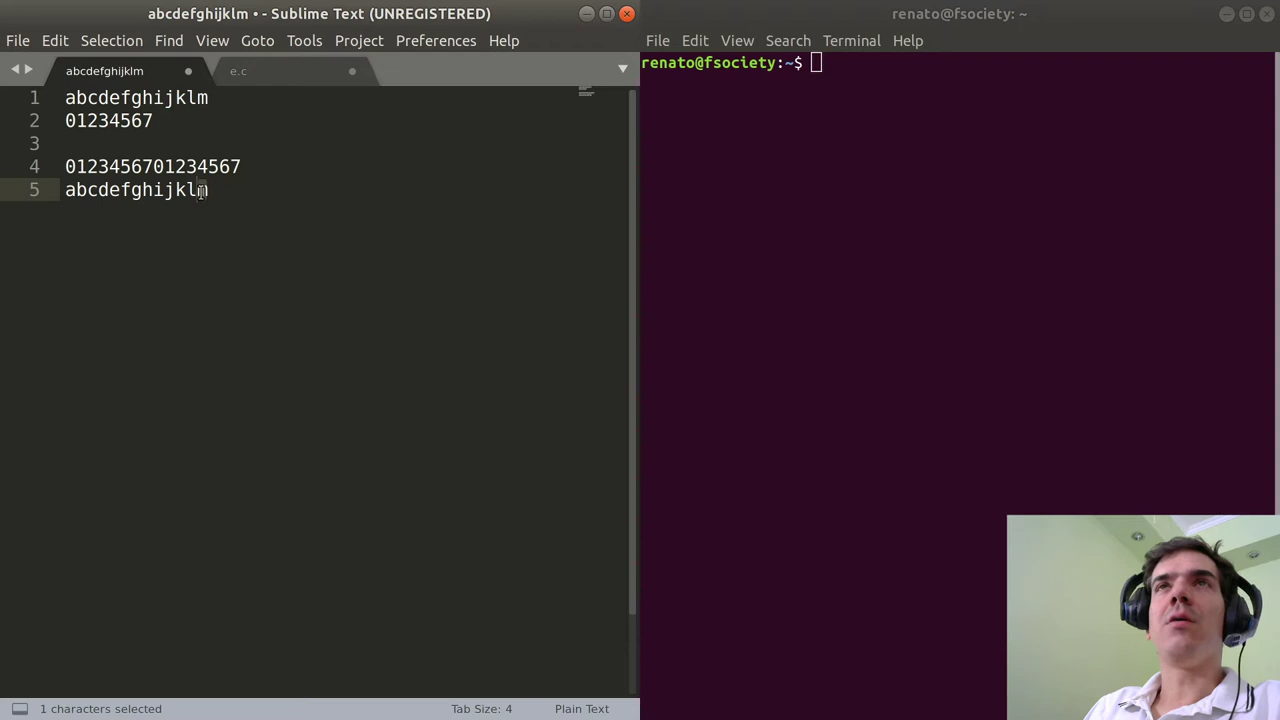 abcdefghijklm • - Sublime Text (UNREGISTERED)
File Edit Selection Find View Goto Tools Project Preferences Help
abcdefghijklm e.c
1 abcdefghijklm
2 01234567
3
4 0123456701234567
5 abcdefghijklm
1 characters selected Tab Size: 4 Plain Text
renato@fsociety: ~
File Edit View Search Terminal Help
renato@fsociety:~$